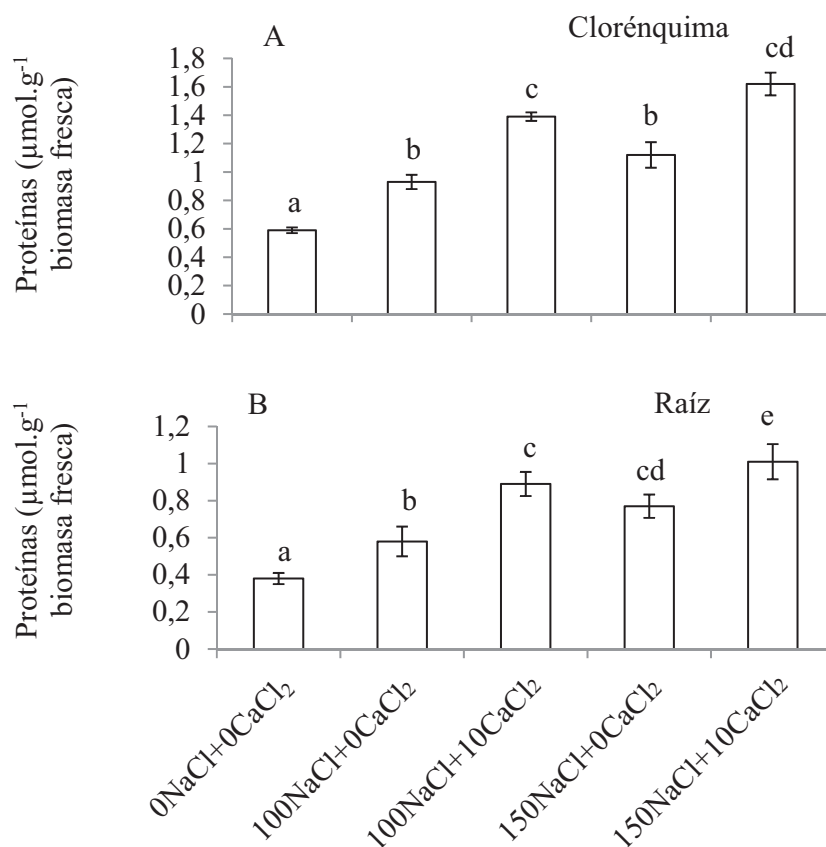 A
Clorénquima
Proteínas (µmol.g-1
biomasa fresca)
1,8
1,6
1,4
1,2
1
0,8
0,6
0,4
0,2
0
a
b
c
b
cd
B
Raíz
Proteínas (µmol.g-1
biomasa fresca)
1,2
1
0,8
0,6
0,4
0,2
0
a
b
c
cd
e
0NaCl+0CaCl2
100NaCl+0CaCl2
100NaCl+10CaCl2
150NaCl+0CaCl2
150NaCl+10CaCl2